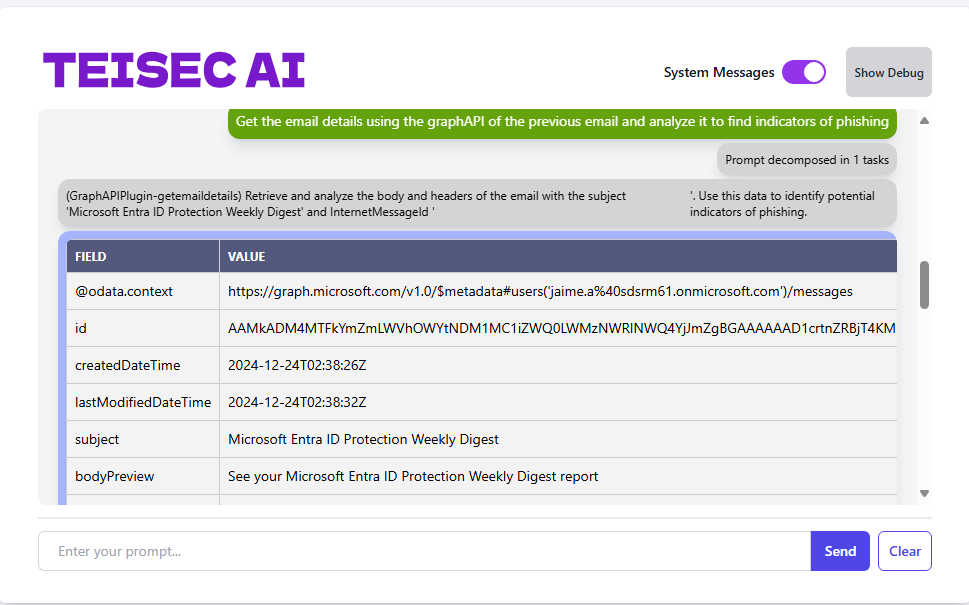 TEISEC AI
System Messages
Show Debug
Get the email details using the graphAPI of the previous email and analyze it to find indicators of phishing
Prompt decomposed in 1 tasks
(GraphAPIPlugin-getemaildetails) Retrieve and analyze the body and headers of the email with the subject '. Use this data to identify potential
'Microsoft Entra ID Protection Weekly Digest' and InternetMessageId ' indicators of phishing.
FIELD VALUE
@odata.context https://graph.microsoft.com/v1.0/$metadata#users('jaime.a%40sdsrm61.onmicrosoft.com')/messages
id AAMkADM4MTFkYmZmLWVhOWYtNDM1MC1iZWQ0LWMzNWRlNWQ4YjJmZgBGAAAAAAD1crtnZRBjT4KM
createdDateTime 2024-12-24T02:38:26Z
lastModifiedDateTime 2024-12-24T02:38:32Z
subject Microsoft Entra ID Protection Weekly Digest
bodyPreview See your Microsoft Entra ID Protection Weekly Digest report
Enter your prompt...
Send
Clear